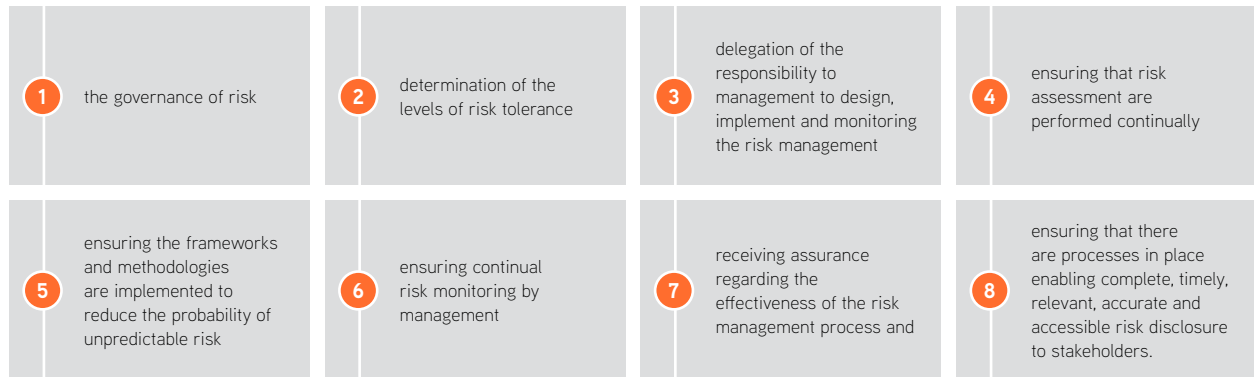 1
the governance of risk
2
determination of the
levels of risk tolerance
3
delegation of the
responsibility to
management to design,
implement and monitoring
the risk management
4
ensuring that risk
assessment are
performed continually
5
ensuring the frameworks
and methodologies
are implemented to
reduce the probability of
unpredictable risk
6
ensuring continual
risk monitoring by
management
7
receiving assurance
regarding the
effectiveness of the risk
management process and
8
ensuring that there
are processes in place
enabling complete, timely,
relevant, accurate and
accessible risk disclosure
to stakeholders.